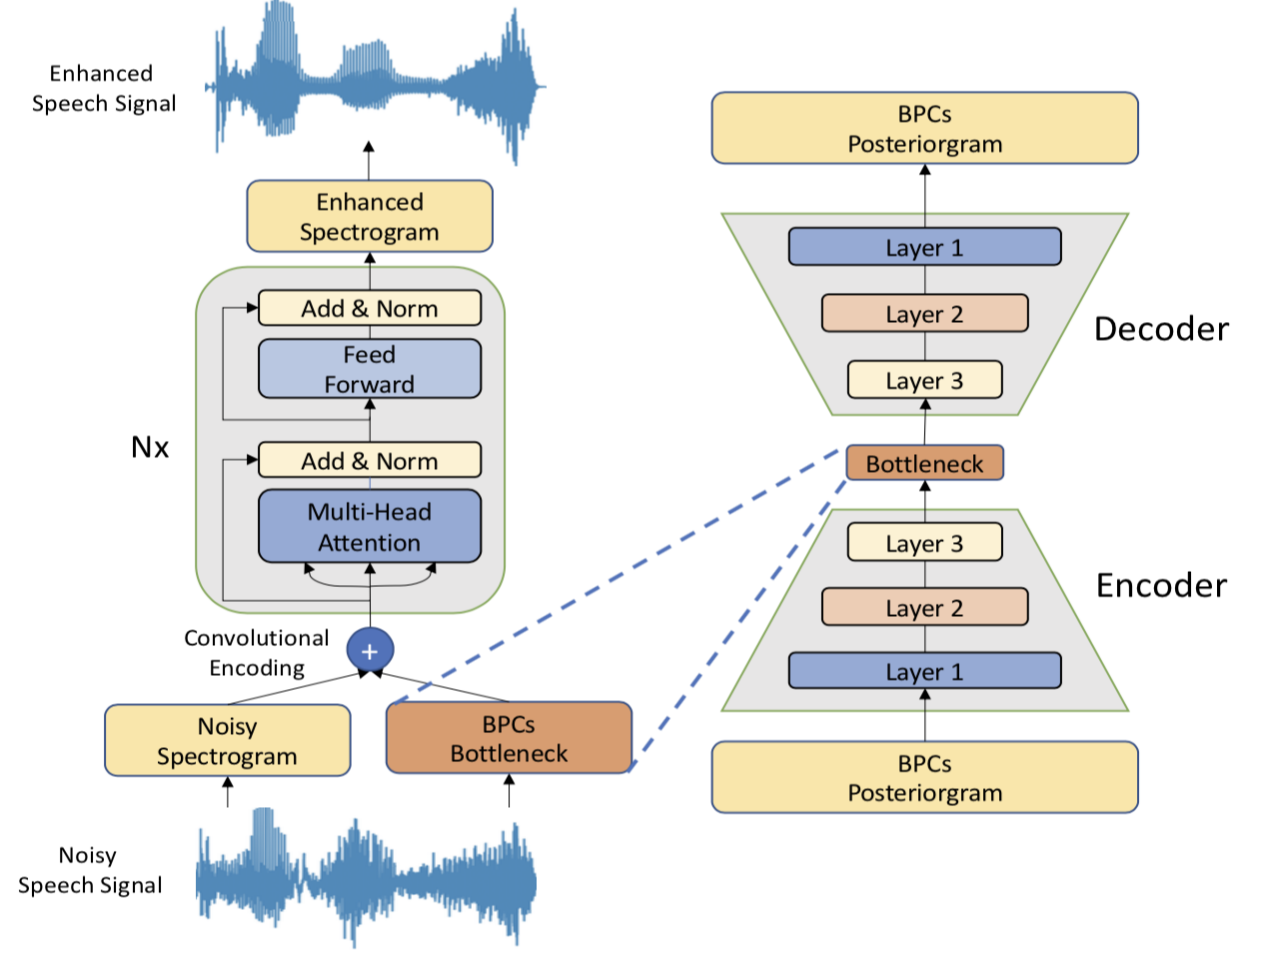 Enhanced
Speech Signal
Enhanced
Spectrogram
Add & Norm
Feed
Forward
Nx
Add & Norm
Multi-Head
Attention
Convolutional
Encoding
+
Noisy
Spectrogram
BPCs
Bottleneck
Noisy
Speech Signal
BPCs
Posteriorgram
Layer 1
Layer 2
Decoder
Layer 3
Bottleneck
Layer 3
Encoder
Layer 2
Layer 1
BPCs
Posteriorgram